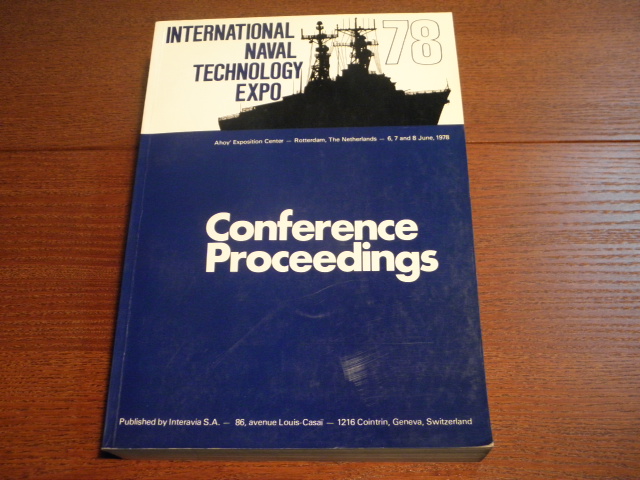 INTERNATIONAL
NAVAL
TECHNOLOGY
EXPO
78
Ahoy' Exposition Center — Rotterdam, The Netherlands — 6, 7 and 8 June, 1978
Conference
Proceedings
Published by Interavia S.A. — 86, avenue Louis-Casaï — 1216 Cointrin, Geneva, Switzerland